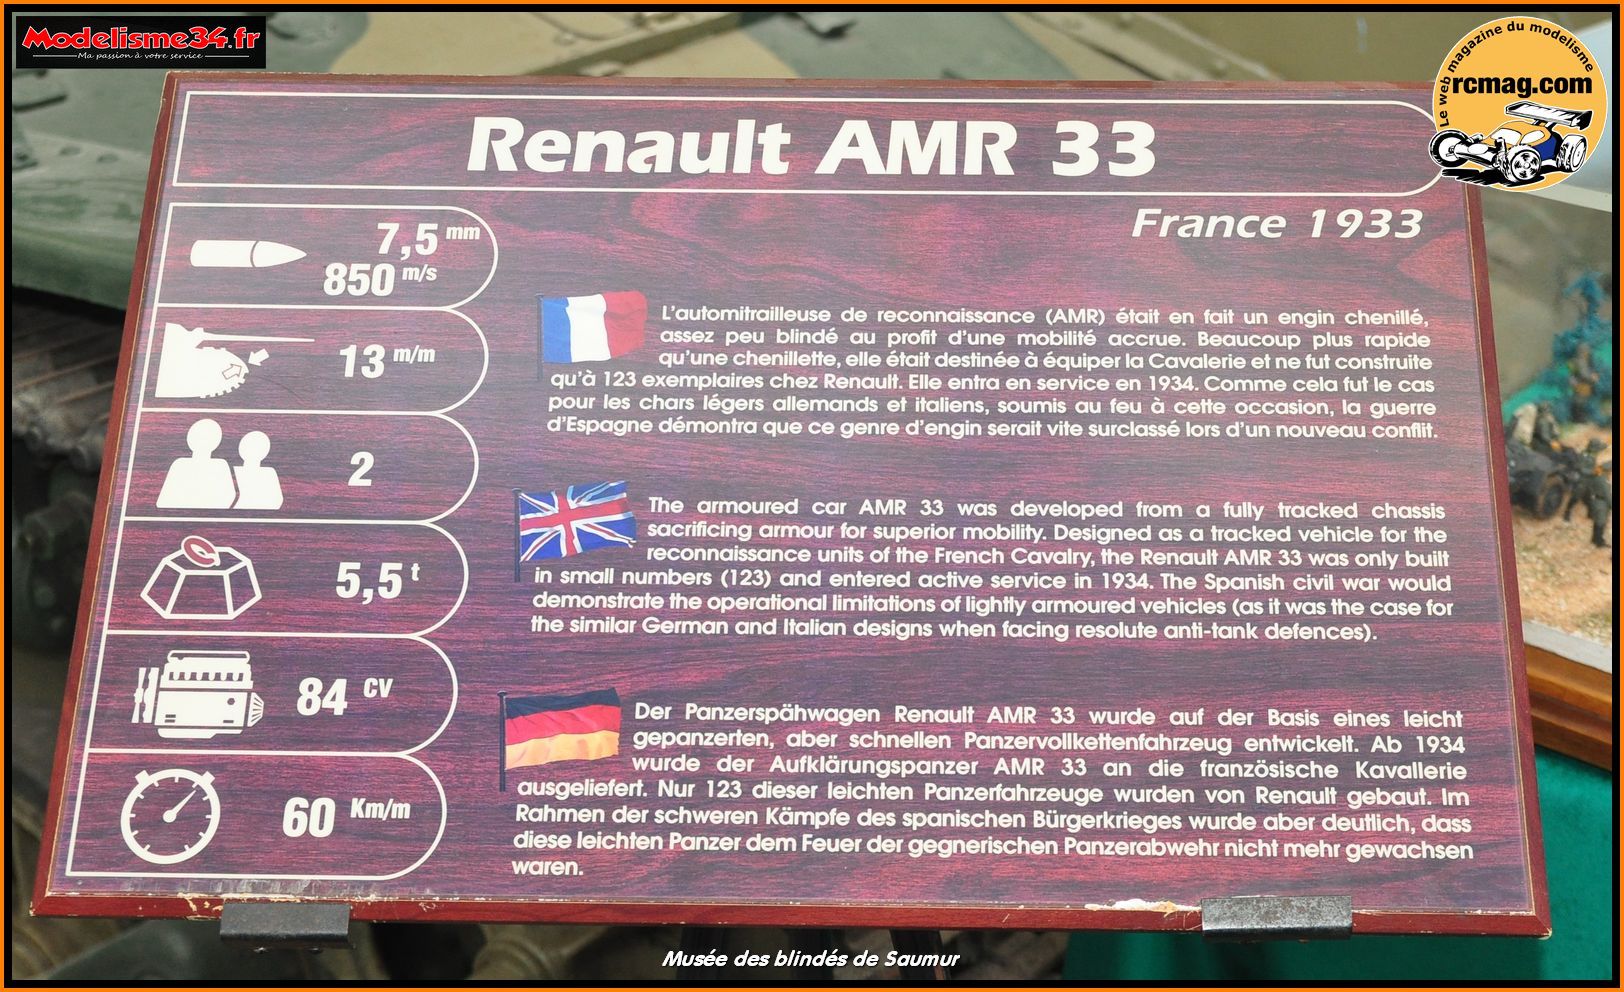 Modelisme34.fr
Ma passion à votre service
Le web magazine du modelisme
rcmag.com
Renault AMR 33
France 1933
7,5 mm
850 m/s
13 m/m
2
5,5 t
84 CV
60 Km/m
L'automitrailleuse de reconnaissance (AMR) était en fait un engin chenillé,
assez peu blindé au profit d'une mobilité accrue. Beaucoup plus rapide
qu'une chenillette, elle était destinée à équiper la Cavalerie et ne fut construite
qu'à 123 exemplaires chez Renault. Elle entra en service en 1934. Comme cela fut le cas
pour les chars légers allemands et italiens, soumis au feu à cette occasion, la guerre
d'Espagne démontra que ce genre d'engin serait vite surclassé lors d'un nouveau conflit.
The armoured car AMR 33 was developed from a fully tracked chassis
sacrificing armour for superior mobility. Designed as a tracked vehicle for the
reconnaissance units of the French Cavalry, the Renault AMR 33 was only built
in small numbers (123) and entered active service in 1934. The Spanish civil war would
demonstrate the operational limitations of lightly armoured vehicles (as it was the case for
the similar German and Italian designs when facing resolute anti-tank defences).
Der Panzerspähwagen Renault AMR 33 wurde auf der Basis eines leicht
gepanzerten, aber schnellen Panzervollkettenfahrzeug entwickelt. Ab 1934
wurde der Aufklärungspanzer AMR 33 an die französische Kavallerie
ausgeliefert. Nur 123 dieser leichten Panzerfahrzeuge wurden von Renault gebaut. Im
Rahmen der schweren Kämpfe des spanischen Bürgerkrieges wurde aber deutlich, dass
diese leichten Panzer dem Feuer der gegnerischen Panzerabwehr nicht mehr gewachsen
waren.
Musée des blindés de Saumur